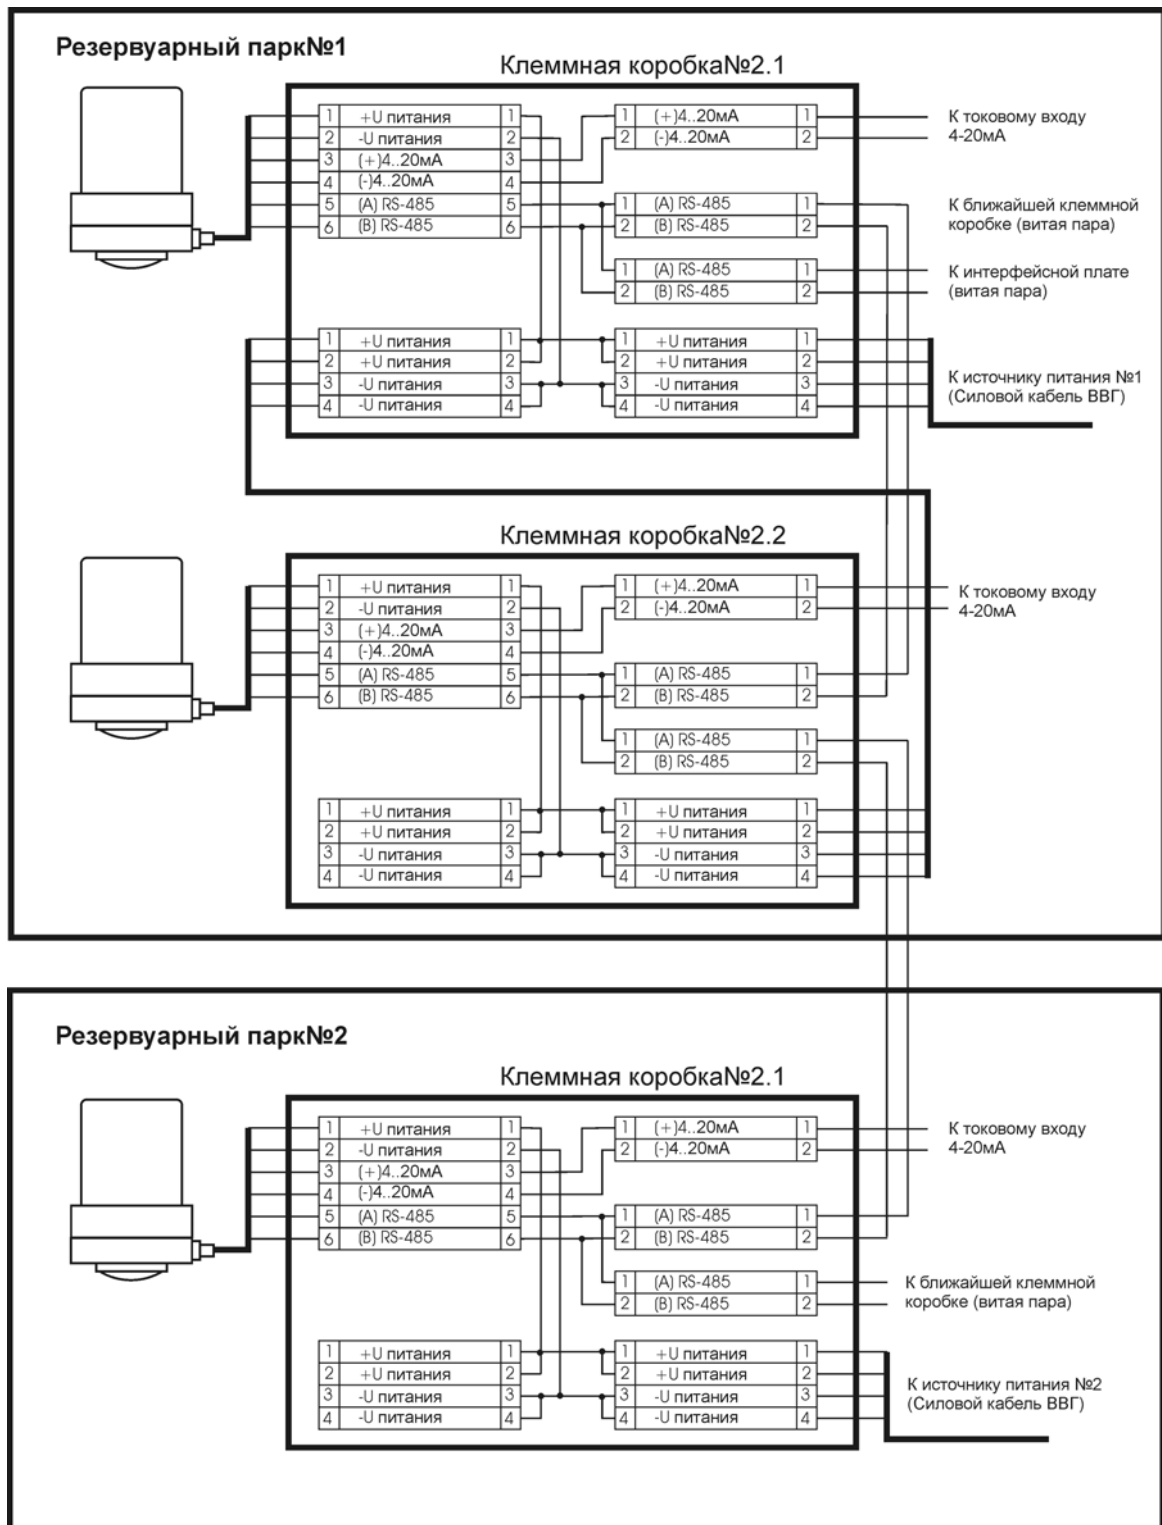 Резервуарный парк№1
Клеммная коробка№2.1
1 +U питания 1
2 -U питания 2
3 (+)4..20мА 3
4 (-)4..20мА 4
5 (A) RS-485 5
6 (B) RS-485 6
1 (+)4..20мА 1
2 (-)4..20мА 2
К токовому входу
4-20мА
1 (A) RS-485 1
2 (B) RS-485 2
К ближайшей клеммной
коробке (витая пара)
1 (A) RS-485 1
2 (B) RS-485 2
К интерфейсной плате
(витая пара)
1 +U питания 1
2 +U питания 2
3 -U питания 3
4 -U питания 4
1 +U питания 1
2 +U питания 2
3 -U питания 3
4 -U питания 4
К источнику питания №1
(Силовой кабель ВВГ)
Клеммная коробка№2.2
1 +U питания 1
2 -U питания 2
3 (+)4..20мА 3
4 (-)4..20мА 4
5 (A) RS-485 5
6 (B) RS-485 6
1 (+)4..20мА 1
2 (-)4..20мА 2
К токовому входу
4-20мА
1 (A) RS-485 1
2 (B) RS-485 2
1 (A) RS-485 1
2 (B) RS-485 2
1 +U питания 1
2 +U питания 2
3 -U питания 3
4 -U питания 4
1 +U питания 1
2 +U питания 2
3 -U питания 3
4 -U питания 4
Резервуарный парк№2
Клеммная коробка№2.1
1 +U питания 1
2 -U питания 2
3 (+)4..20мА 3
4 (-)4..20мА 4
5 (A) RS-485 5
6 (B) RS-485 6
1 (+)4..20мА 1
2 (-)4..20мА 2
К токовому входу
4-20мА
1 (A) RS-485 1
2 (B) RS-485 2
1 (A) RS-485 1
2 (B) RS-485 2
К ближайшей клеммной
коробке (витая пара)
1 +U питания 1
2 +U питания 2
3 -U питания 3
4 -U питания 4
1 +U питания 1
2 +U питания 2
3 -U питания 3
4 -U питания 4
К источнику питания №2
(Силовой кабель ВВГ)